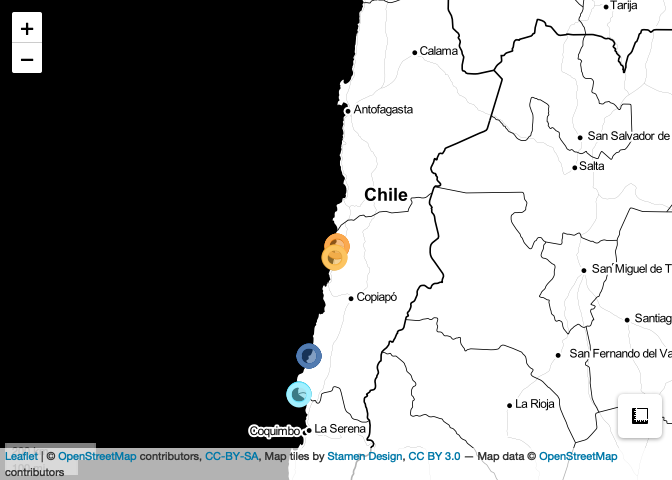 +
−
Tarija
Calama
Antofagasta
San Salvador de
Salta
Chile
San Miguel de T
Copiapó
Santiag
San Fernando del Va
La Rioja
Coquimbo
La Serena
Leaflet | © OpenStreetMap contributors, CC-BY-SA, Map tiles by Stamen Design, CC BY 3.0 — Map data © OpenStreetMap
contributors